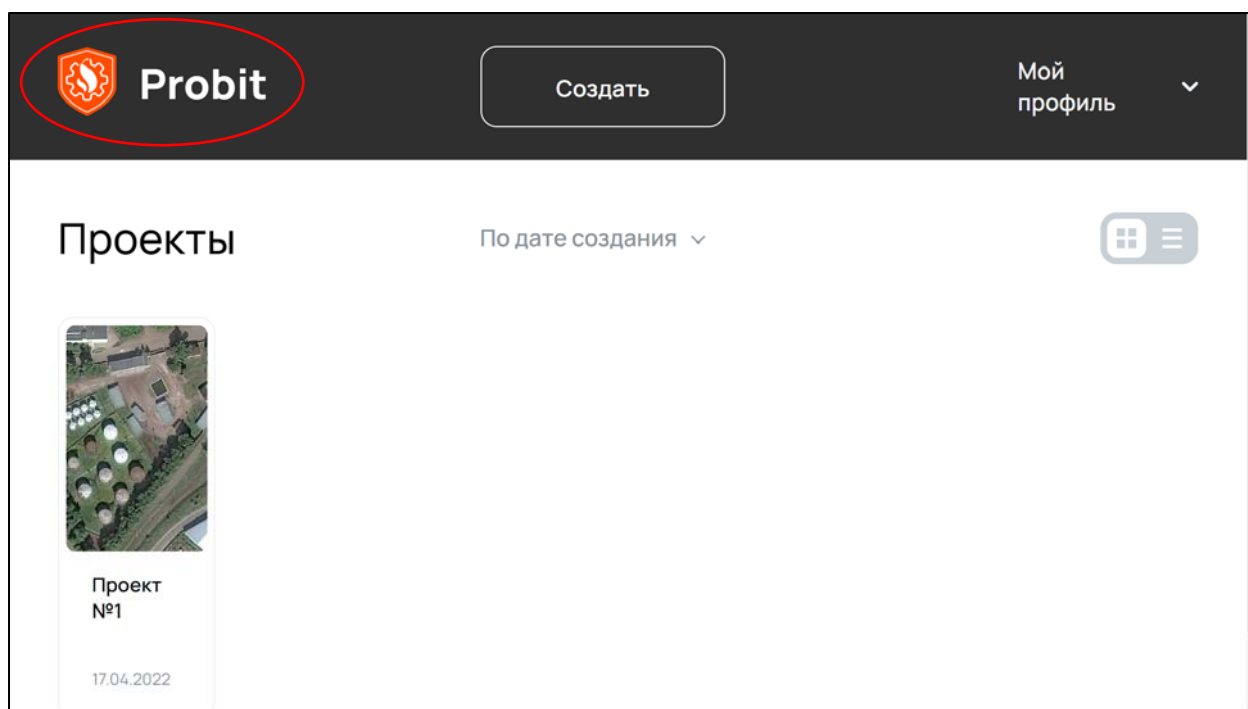 Probit
Создать
Мой
профиль
Проекты
По дате создания
Проект
№1
17.04.2022